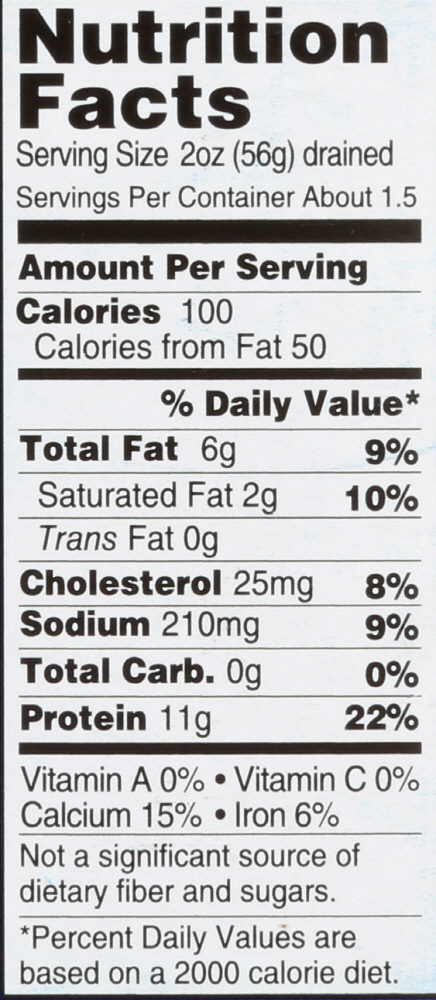 Nutrition
Facts
Serving Size 2oz (56g) drained
Servings Per Container About 1.5
Amount Per Serving
Calories 100
Calories from Fat 50
% Daily Value*
Total Fat 6g 9%
Saturated Fat 2g 10%
Trans Fat 0g
Cholesterol 25mg 8%
Sodium 210mg 9%
Total Carb. 0g 0%
Protein 11g 22%
Vitamin A 0% • Vitamin C 0%
Calcium 15% • Iron 6%
Not a significant source of
dietary fiber and sugars.
*Percent Daily Values are
based on a 2000 calorie diet.